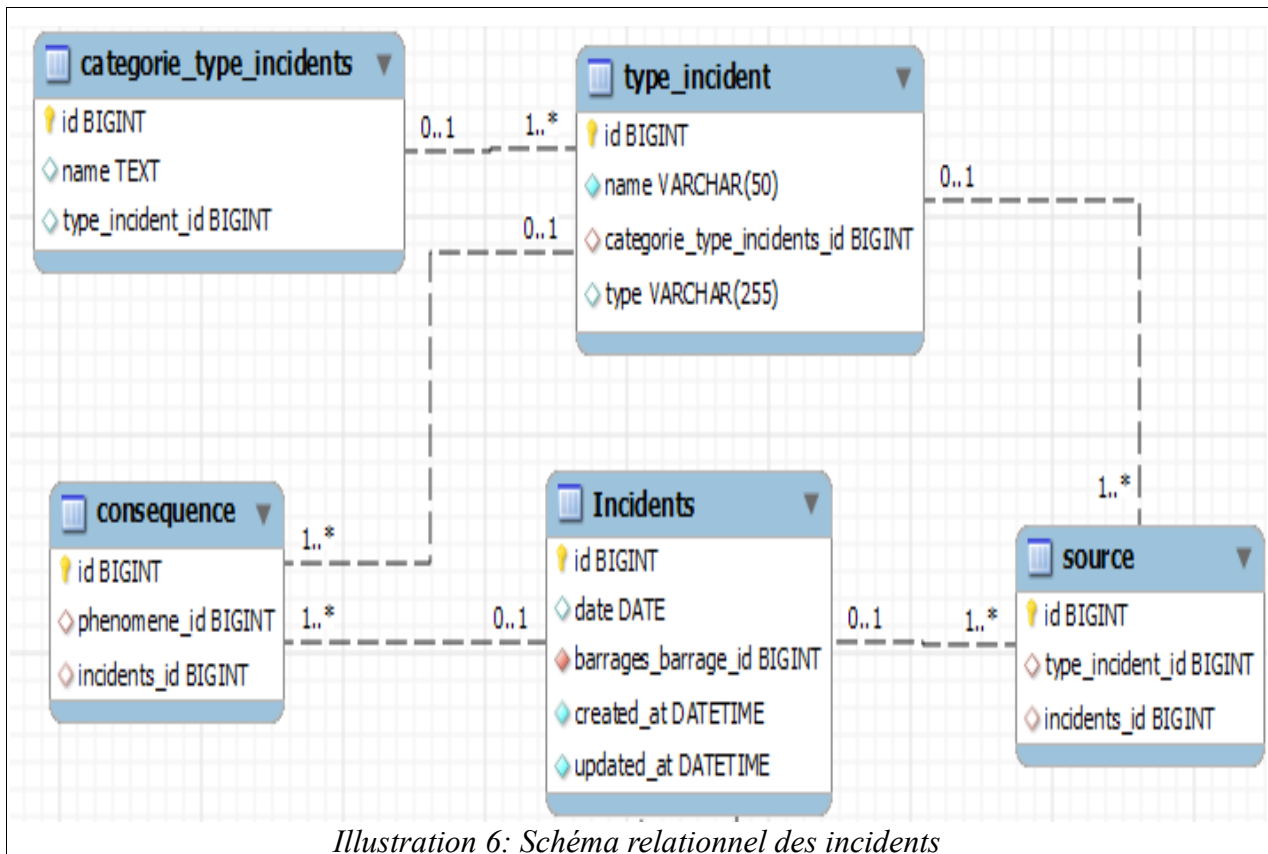 categorie_type_incidents
id BIGINT
name TEXT
type_incident_id BIGINT
0..1
1..*
type_incident
id BIGINT
name VARCHAR(50)
categorie_type_incidents_id BIGINT
type VARCHAR(255)
0..1
0..1
consequence
id BIGINT
phenomene_id BIGINT
incidents_id BIGINT
1..*
1..*
0..1
Incidents
id BIGINT
date DATE
barrages_barrage_id BIGINT
created_at DATETIME
updated_at DATETIME
0..1
1..*
1..*
source
id BIGINT
type_incident_id BIGINT
incidents_id BIGINT
Illustration 6: Schéma relationnel des incidents